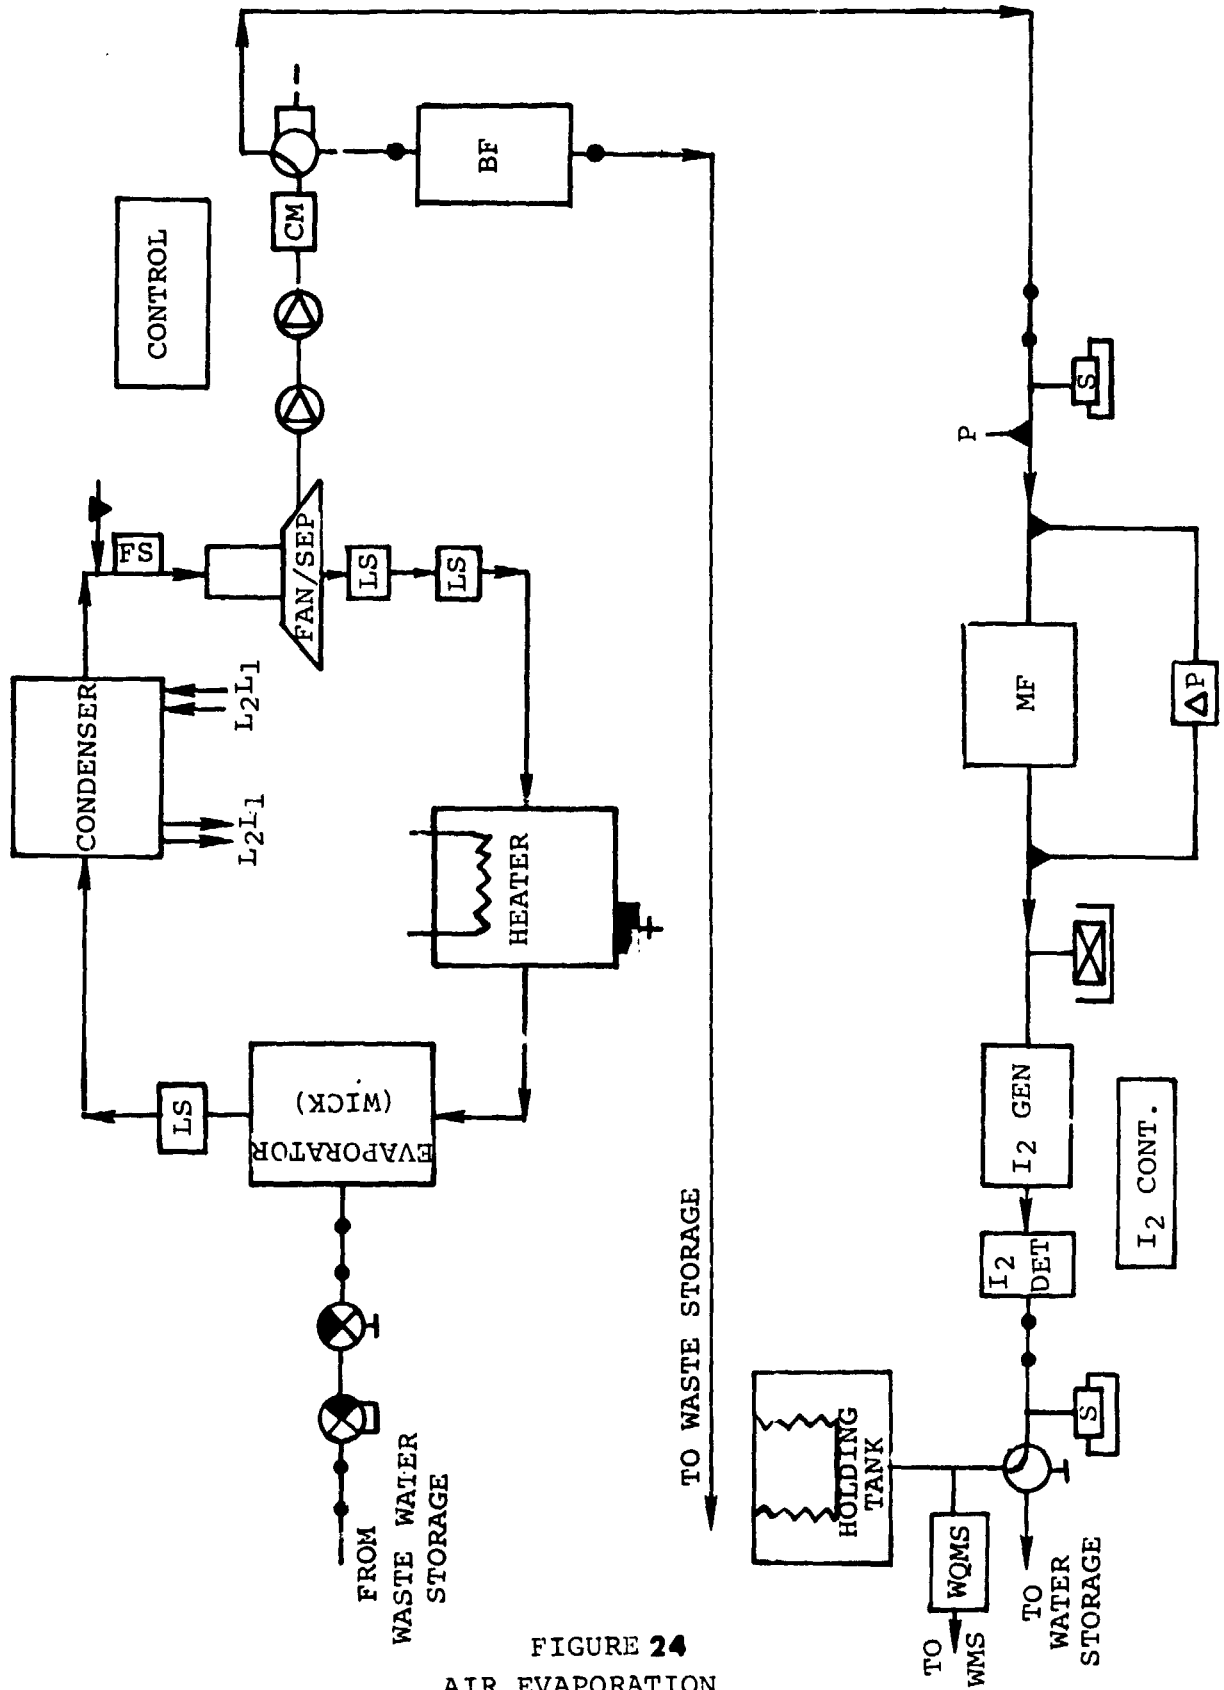 CONTROL
CM
BF
FS
FAN/SEP
LS
LS
CONDENSER
L2L1
L2L1
HEATER
LS
EVAPORATOR
(WICK)
FROM
WASTE WATER
STORAGE
TO WASTE STORAGE
P
S
MF
ΔP
I2 GEN
I2
DET
I2 CONT.
HOLDING
TANK
S
WQMS
TO
WMS
TO
WATER
STORAGE
FIGURE 24
AIR EVAPORATION